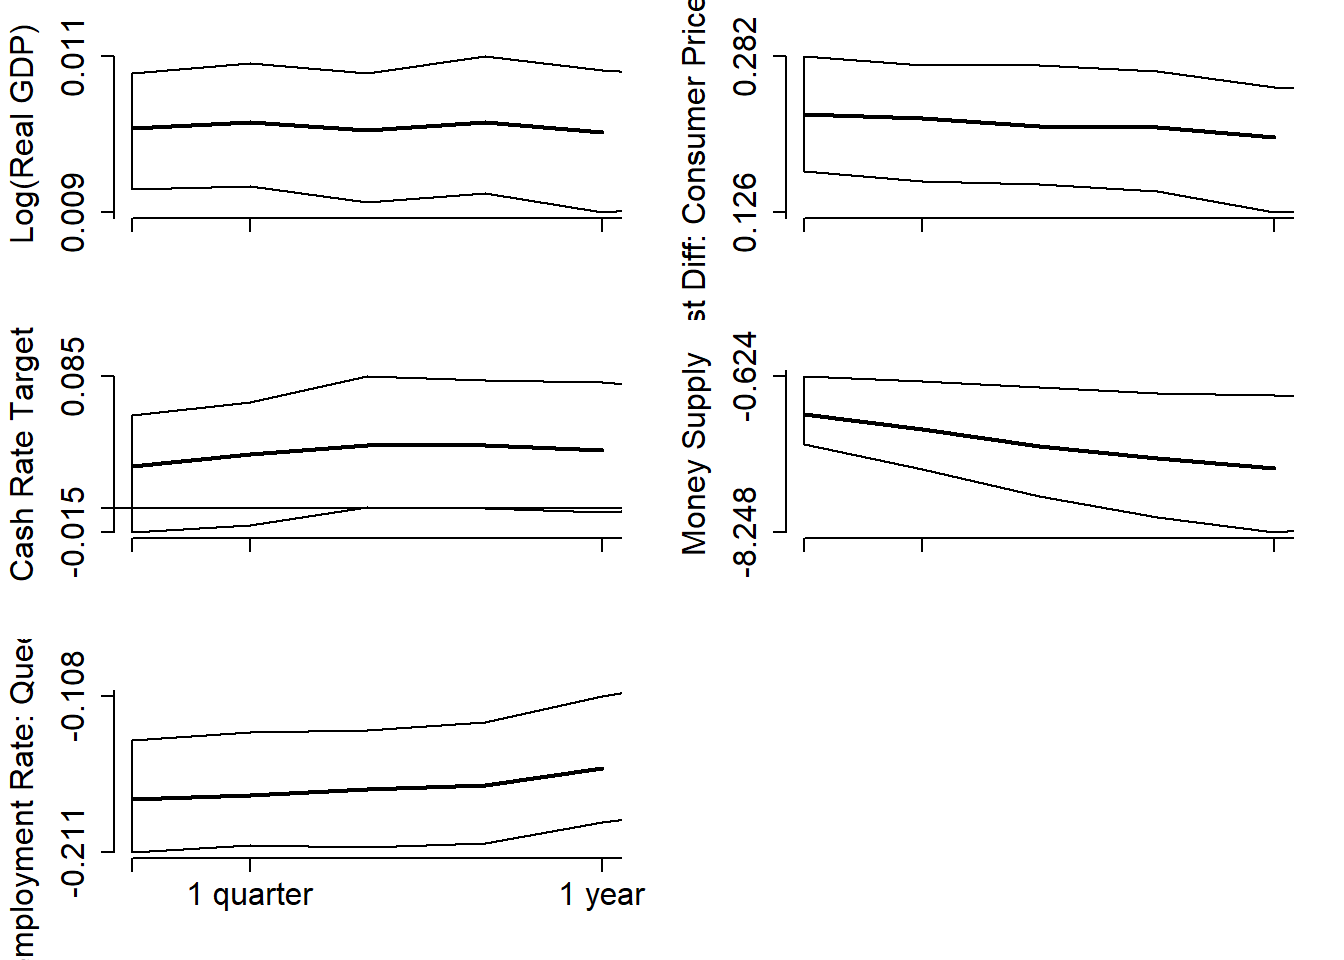 Log(Real GDP)
0.011
0.009
st Diff: Consumer Price
0.282
0.126
Cash Rate Target
0.085
-0.015
Money Supply
-0.624
-8.248
mployment Rate: Quee
-0.108
-0.211
1 quarter
1 year